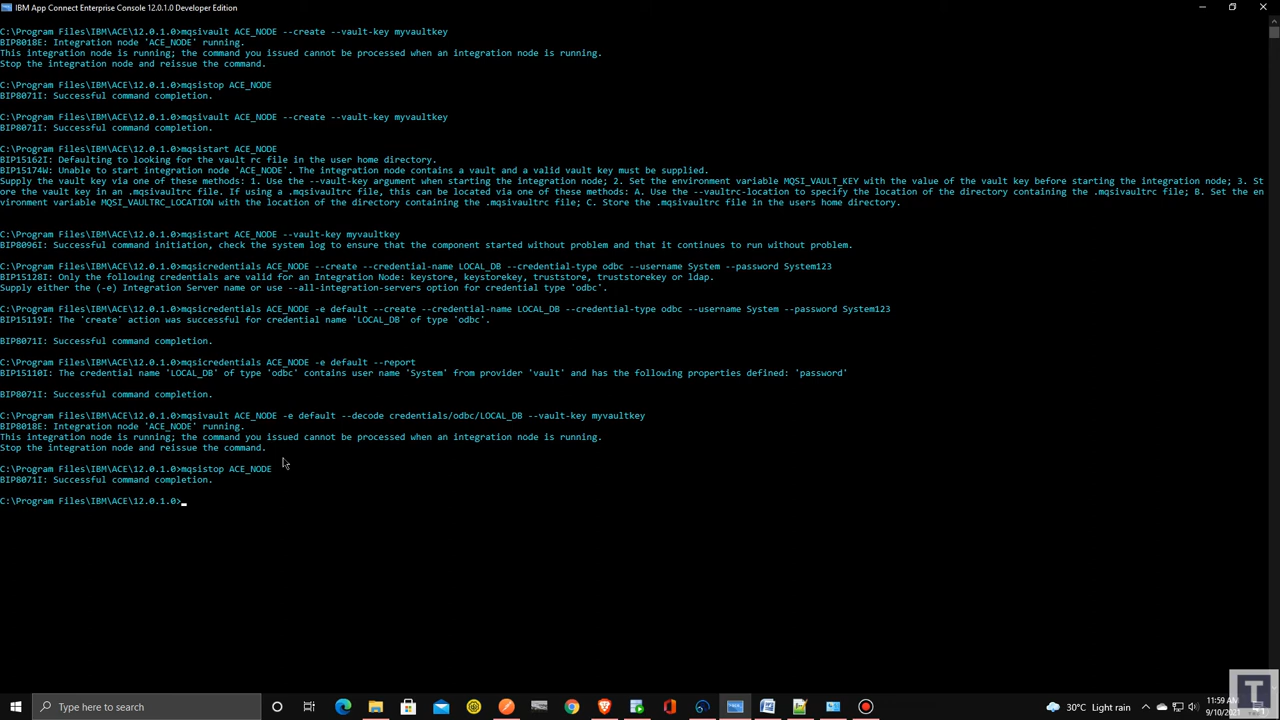 IBM App Connect Enterprise Console 12.0.1.0 Developer Edition
C:\Program Files\IBM\ACE\12.0.1.0>mqsivault ACE_NODE --create --vault-key myvaultkey
BIP8018E: Integration node 'ACE_NODE' running.
This integration node is running; the command you issued cannot be processed when an integration node is running.
Stop the integration node and reissue the command.
C:\Program Files\IBM\ACE\12.0.1.0>mqsistop ACE_NODE
BIP8071I: Successful command completion.
C:\Program Files\IBM\ACE\12.0.1.0>mqsivault ACE_NODE --create --vault-key myvaultkey
BIP8071I: Successful command completion.
C:\Program Files\IBM\ACE\12.0.1.0>mqsistart ACE_NODE
BIP15162I: Defaulting to looking for the vault rc file in the user home directory.
BIP15174W: Unable to start integration node 'ACE_NODE'. The integration node contains a vault and a valid vault key must be supplied.
Supply the vault key via one of these methods: 1. Use the --vault-key argument when starting the integration node; 2. Set the environment variable MQSI_VAULT_KEY with the value of the vault key before starting the integration node; 3. St
ore the vault key in an .mqsivaultrc file. If using a .mqsivaultrc file, this can be located via one of these methods: A. Use the --vaultrc-location to specify the location of the directory containing the .mqsivaultrc file; B. Set the en
vironment variable MQSI_VAULTRC_LOCATION with the location of the directory containing the .mqsivaultrc file; C. Store the .mqsivaultrc file in the users home directory.
C:\Program Files\IBM\ACE\12.0.1.0>mqsistart ACE_NODE --vault-key myvaultkey
BIP8096I: Successful command initiation, check the system log to ensure that the component started without problem and that it continues to run without problem.
C:\Program Files\IBM\ACE\12.0.1.0>mqsicredentials ACE_NODE --create --credential-name LOCAL_DB --credential-type odbc --username System --password System123
BIP15128I: Only the following credentials are valid for an Integration Node: keystore, keystorekey, truststore, truststorekey or ldap.
Supply either the (-e) Integration Server name or use --all-integration-servers option for credential type 'odbc'.
C:\Program Files\IBM\ACE\12.0.1.0>mqsicredentials ACE_NODE -e default --create --credential-name LOCAL_DB --credential-type odbc --username System --password System123
BIP15119I: The 'create' action was successful for credential name 'LOCAL_DB' of type 'odbc'.
BIP8071I: Successful command completion.
C:\Program Files\IBM\ACE\12.0.1.0>mqsicredentials ACE_NODE -e default --report
BIP15110I: The credential name 'LOCAL_DB' of type 'odbc' contains user name 'System' from provider 'vault' and has the following properties defined: 'password'
BIP8071I: Successful command completion.
C:\Program Files\IBM\ACE\12.0.1.0>mqsivault ACE_NODE -e default --decode credentials/odbc/LOCAL_DB --vault-key myvaultkey
BIP8018E: Integration node 'ACE_NODE' running.
This integration node is running; the command you issued cannot be processed when an integration node is running.
Stop the integration node and reissue the command.
C:\Program Files\IBM\ACE\12.0.1.0>mqsistop ACE_NODE
BIP8071I: Successful command completion.
C:\Program Files\IBM\ACE\12.0.1.0>
Type here to search
30°C Light rain
11:59 AM
9/10/2021
T